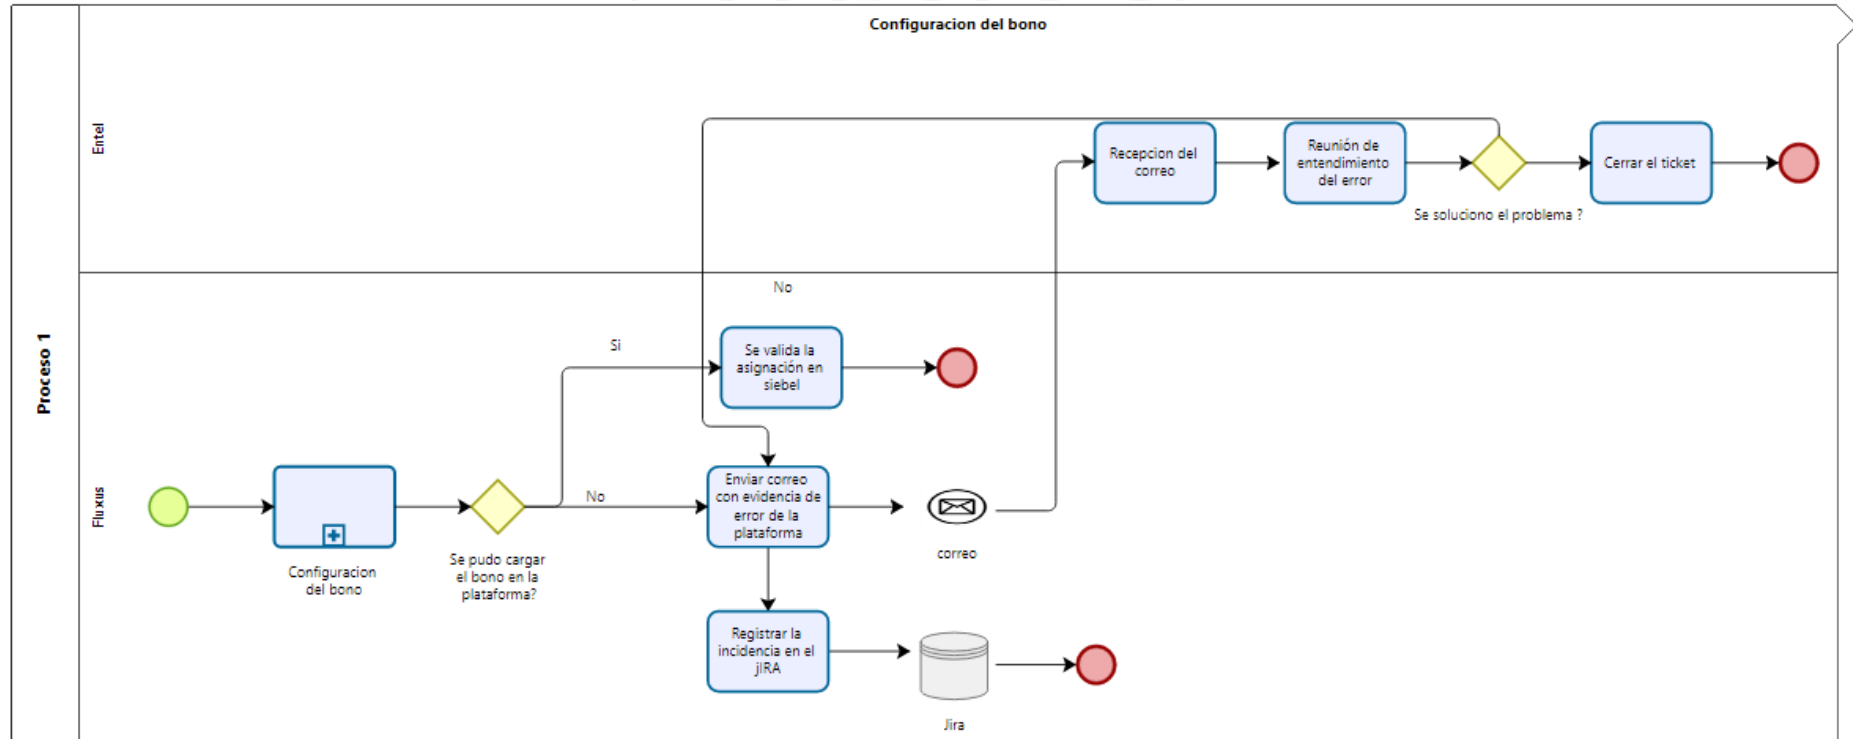 Configuracion del bono
Proceso 1
Entel
Recepcion del
correo
Reunión de
entendimiento
del error
Se soluciono el problema ?
Cerrar el ticket
Fluxus
No
Si
Se valida la
asignación en
siebel
Configuracion
del bono
Se pudo cargar
el bono en la
plataforma?
No
Enviar correo
con evidencia de
error de la
plataforma
correo
Registrar la
incidencia en el
jIRA
Jira